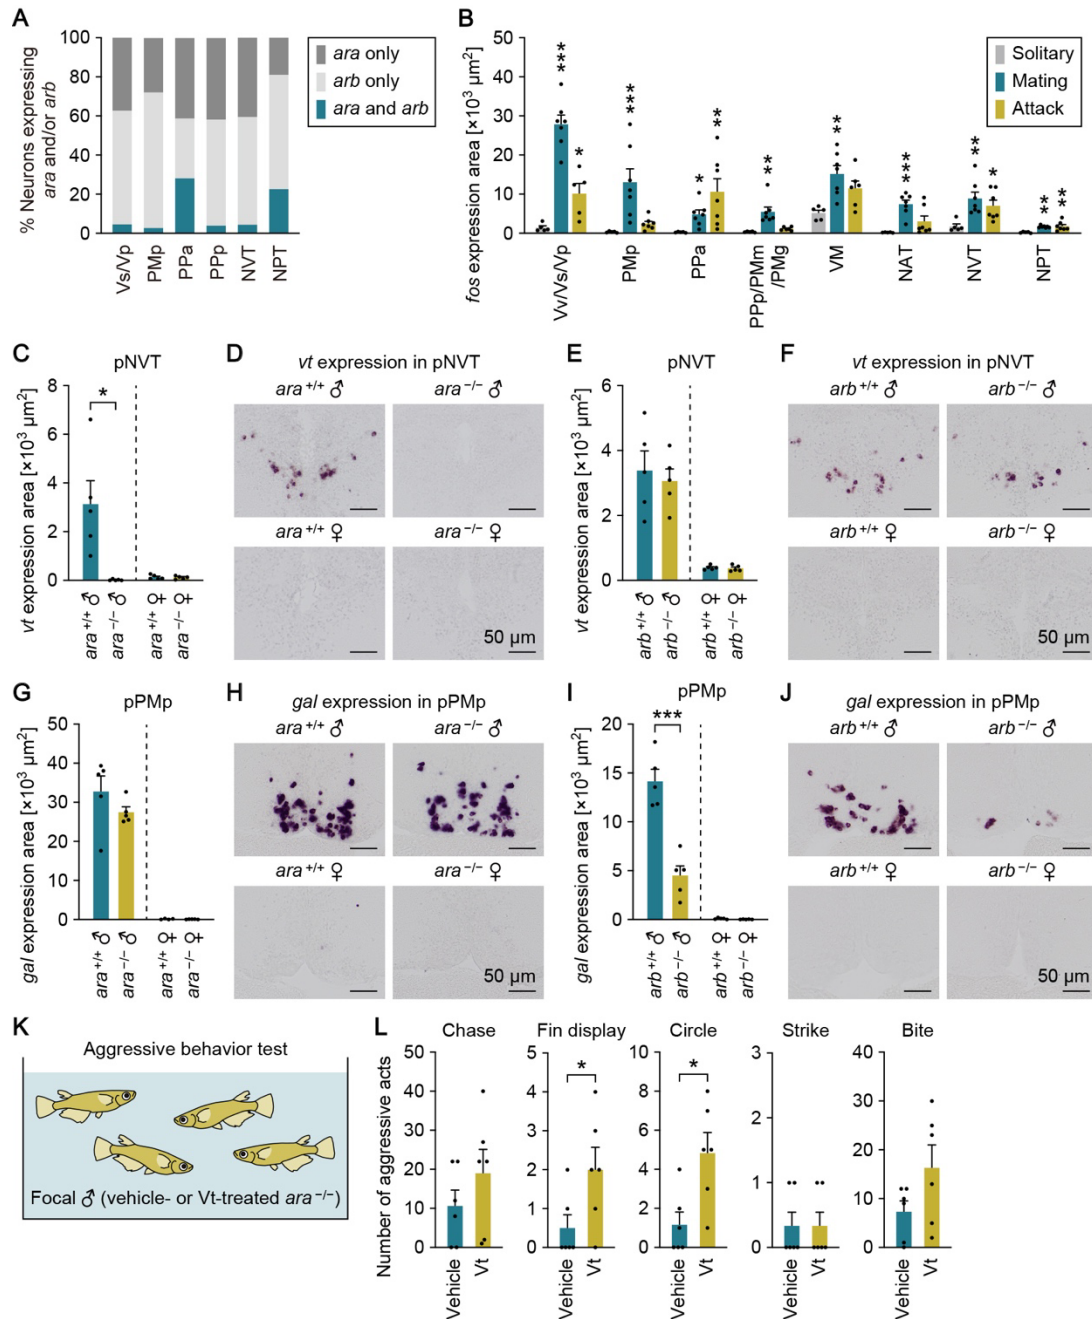 A
% Neurons expressing
ara and/or arb
100
80
60
40
20
0
Vs/Vp
PMp
PPa
PPp
NVT
NPT
ara only
arb only
ara and arb
B
fos expression area [×10³ µm²]
50
40
30
20
10
0
***
*
***
*
**
**
**
***
**
*
**
**
Vv/Vs/Vp
PMp
PPa
PPp/PMm
/PMg
VM
NAT
NVT
NPT
Solitary
Mating
Attack
C
pNVT
vt expression area [×10³ µm²]
8
6
4
2
0
*
ara+/+ ♂
ara−/− ♂
ara+/+ ♀
ara−/− ♀
D
vt expression in pNVT
ara+/+ ♂
ara−/− ♂
ara+/+ ♀
ara−/− ♀
50 µm
E
pNVT
vt expression area [×10³ µm²]
6
4
2
0
arb+/+ ♂
arb−/− ♂
arb+/+ ♀
arb−/− ♀
F
vt expression in pNVT
arb+/+ ♂
arb−/− ♂
arb+/+ ♀
arb−/− ♀
50 µm
G
pPMp
gal expression area [×10³ µm²]
50
40
30
20
10
0
ara+/+ ♂
ara−/− ♂
ara+/+ ♀
ara−/− ♀
H
gal expression in pPMp
ara+/+ ♂
ara−/− ♂
ara+/+ ♀
ara−/− ♀
50 µm
I
pPMp
gal expression area [×10³ µm²]
20
15
10
5
0
***
arb+/+ ♂
arb−/− ♂
arb+/+ ♀
arb−/− ♀
J
gal expression in pPMp
arb+/+ ♂
arb−/− ♂
arb+/+ ♀
arb−/− ♀
50 µm
K
Aggressive behavior test
Focal ♂ (vehicle- or Vt-treated ara−/−)
L
Number of aggressive acts
Chase
50
40
30
20
10
0
Vehicle
Vt
Fin display
5
4
3
2
1
0
*
Vehicle
Vt
Circle
10
8
6
4
2
0
*
Vehicle
Vt
Strike
3
2
1
0
Vehicle
Vt
Bite
40
30
20
10
0
Vehicle
Vt